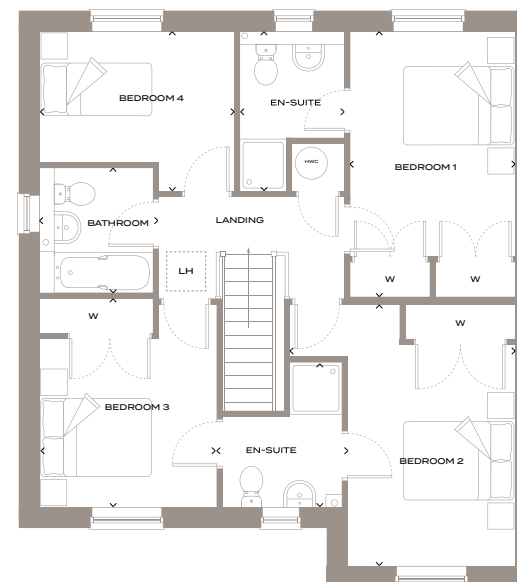 BEDROOM 4
EN-SUITE
HWC
BEDROOM 1
BATHROOM
LANDING
LH
W
W
W
W
BEDROOM 3
EN-SUITE
BEDROOM 2